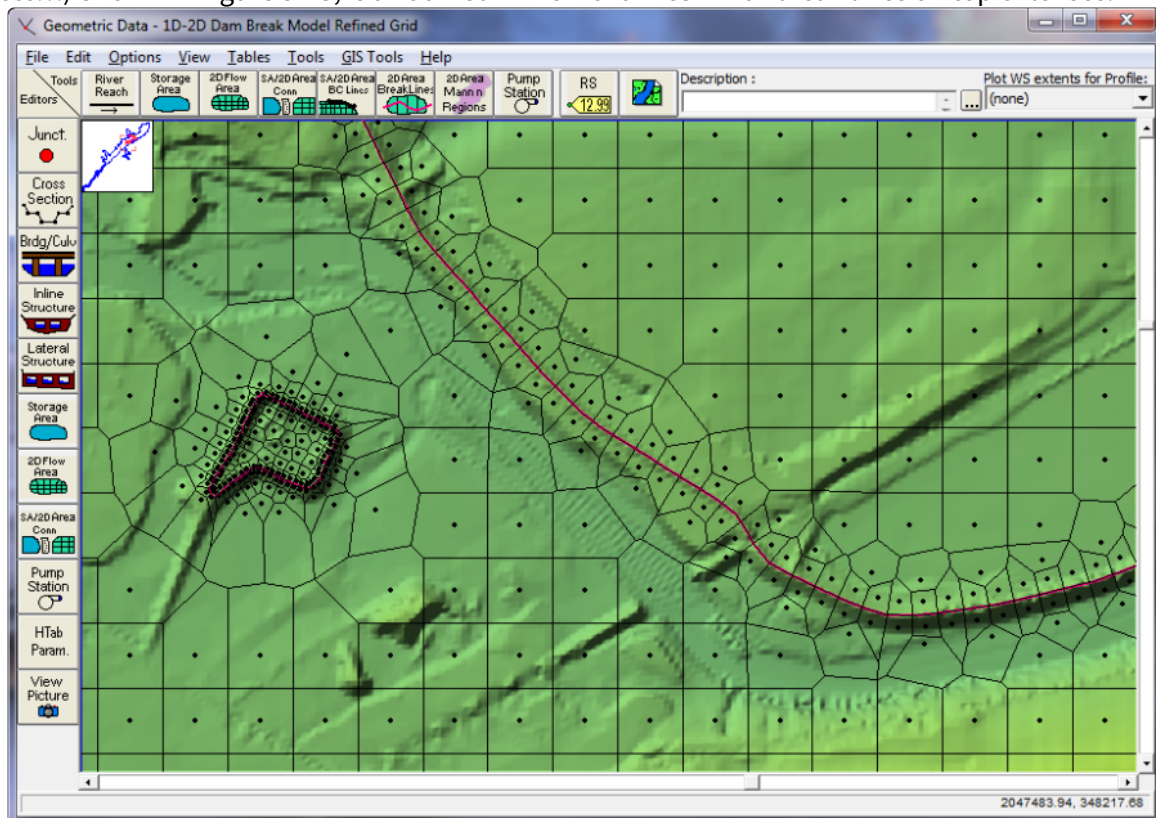 Geometric Data - 1D-2D Dam Break Model Refined Grid
File Edit Options View Tables Tools GIS Tools Help
Tools
Editors
River
Reach
Storage
Area
2D Flow
Area
SA/2D Area
Conn
SA/2D Area
BC Lines
2D Area
BreakLines
2D Area
Mann n
Regions
Pump
Station
RS
12.99
Description :
...
Plot WS extents for Profile:
(none)
Junct.
Cross
Section
Brdg/Culv
Inline
Structure
Lateral
Structure
Storage
Area
2D Flow
Area
SA/2D Area
Conn
Pump
Station
HTab
Param.
View
Picture
2047483.94, 348217.68